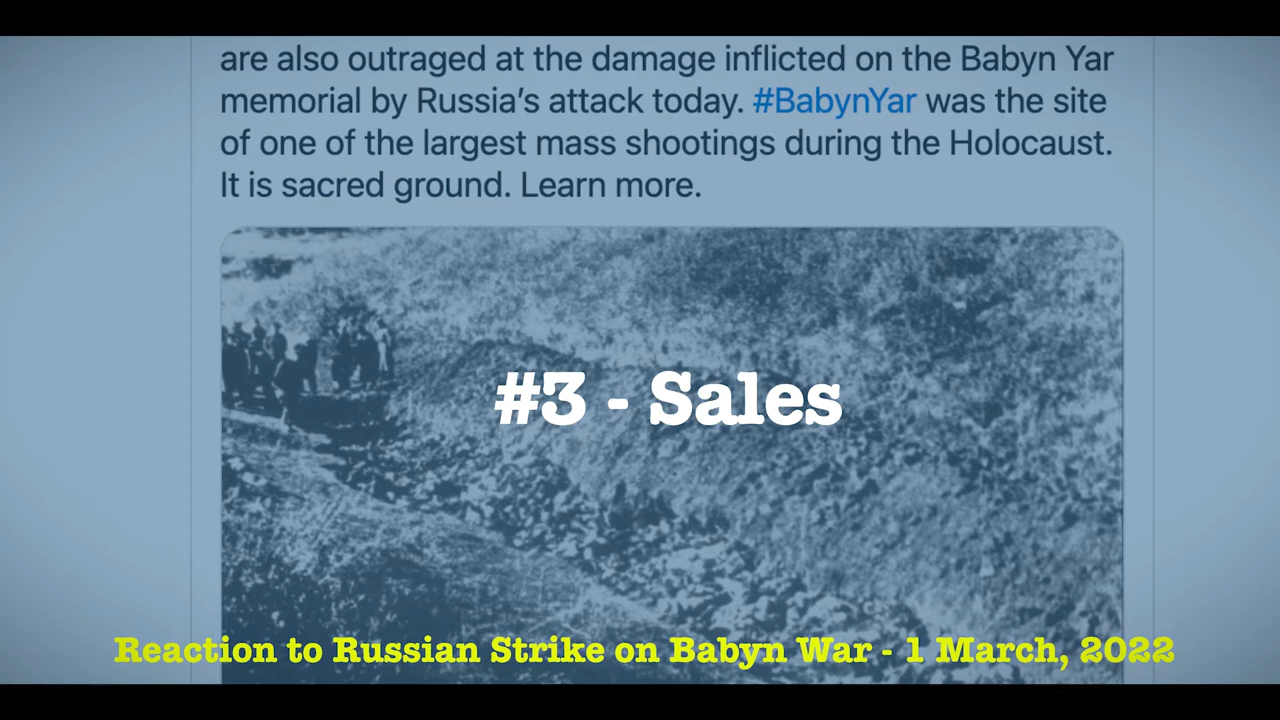 are also outraged at the damage inflicted on the Babyn Yar
memorial by Russia’s attack today. #BabynYar was the site
of one of the largest mass shootings during the Holocaust.
It is sacred ground. Learn more.
#3 - Sales
Reaction to Russian Strike on Babyn War - 1 March, 2022